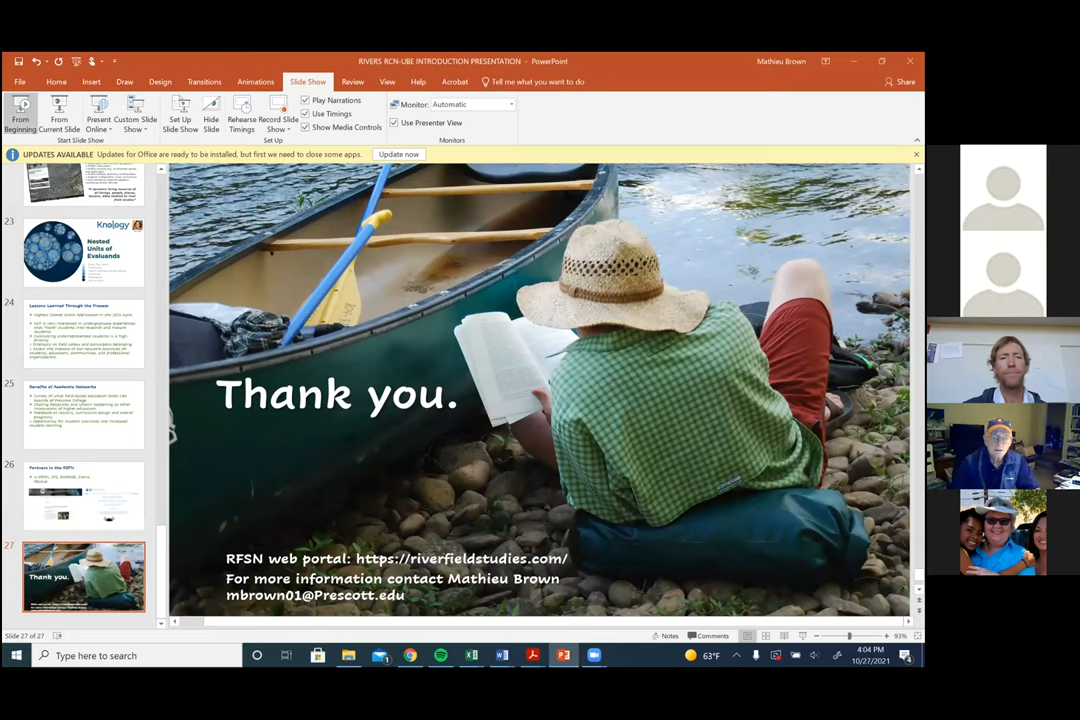 RIVERS RCN-UBE INTRODUCTION PRESENTATION - PowerPoint
Mathieu Brown
File Home Insert Draw Design Transitions Animations Slide Show Review View Help Acrobat Tell me what you want to do
Share
From Beginning
From Current Slide
Present Online
Custom Slide Show
Set Up Slide Show
Hide Slide
Rehearse Timings
Record Slide Show
Play Narrations
Use Timings
Show Media Controls
Monitor: Automatic
Use Presenter View
Start Slide Show
Set Up
Monitors
UPDATES AVAILABLE Updates for Office are ready to be installed, but first we need to close some apps.
Update now
23
Knology
Nested
Units of
Evaluands
24
Lessons Learned Through the Process
25
Benefits of Academic Networks
26
Partners in the RFSN
27
Thank you.
Thank you.
RFSN web portal: https://riverfieldstudies.com/
For more information contact Mathieu Brown
mbrown01@Prescott.edu
Slide 27 of 27
Notes
Comments
93%
Type here to search
63°F
4:04 PM
10/27/2021